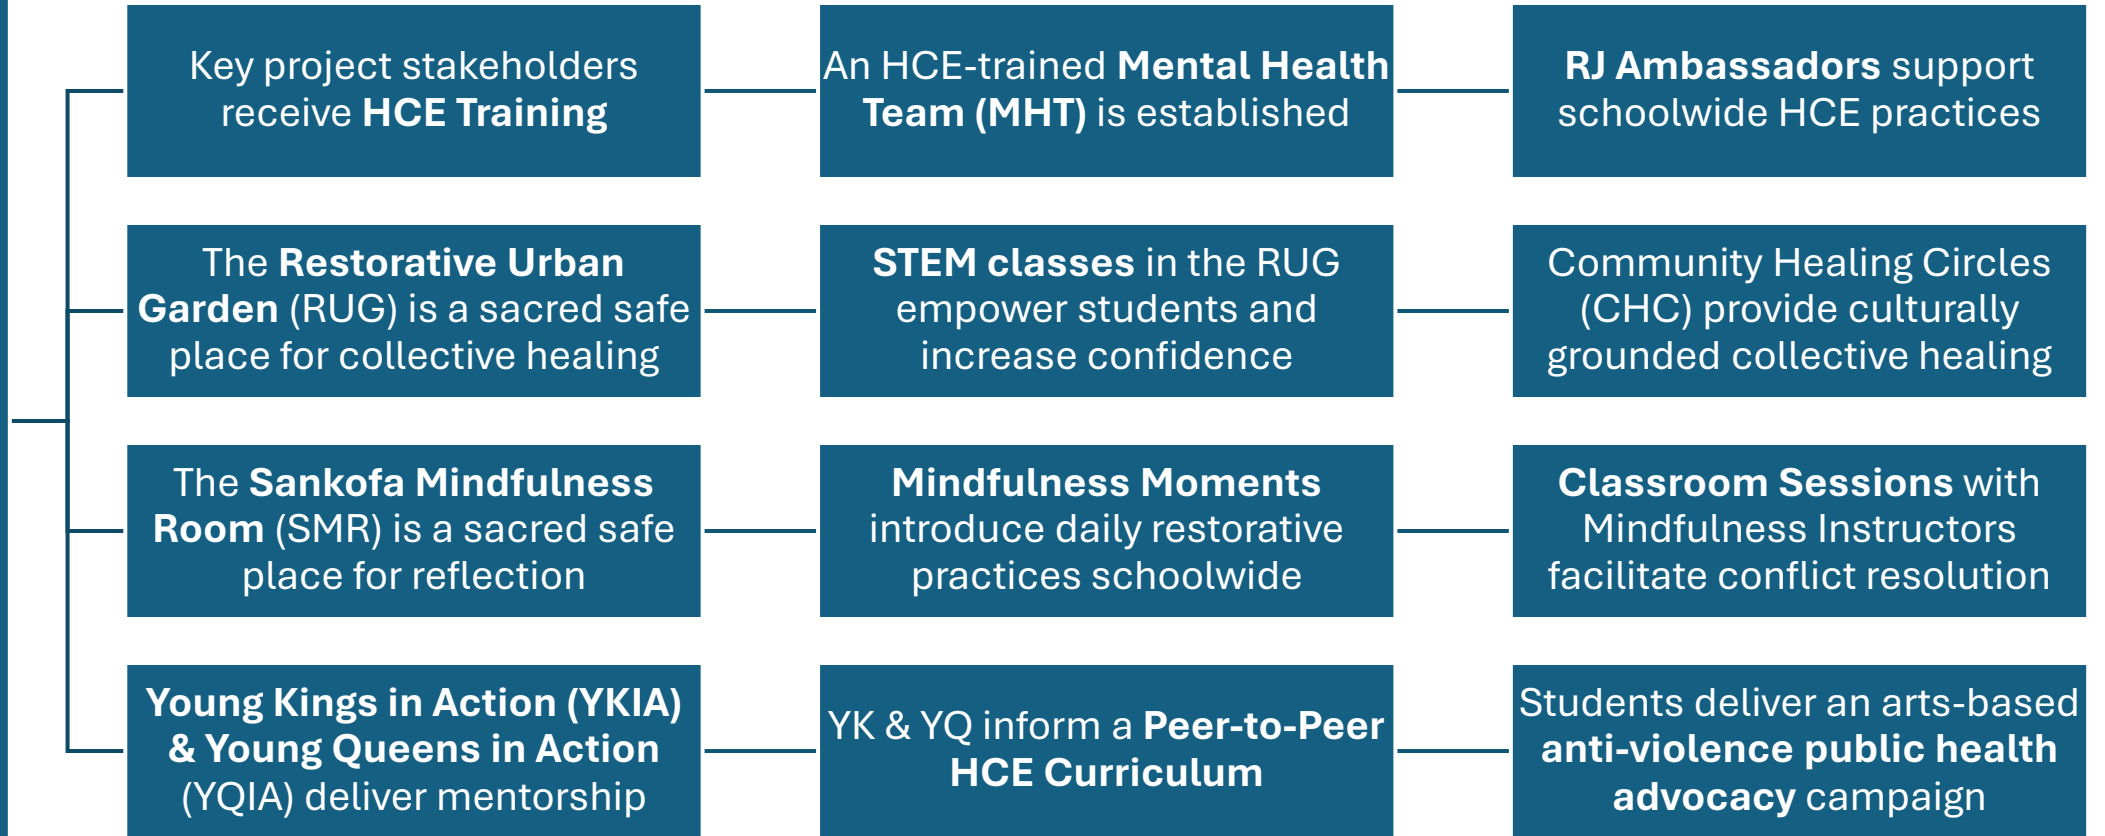 Key project stakeholders
receive HCE Training
An HCE-trained Mental Health
Team (MHT) is established
RJ Ambassadors support
schoolwide HCE practices
The Restorative Urban
Garden (RUG) is a sacred safe
place for collective healing
STEM classes in the RUG
empower students and
increase confidence
Community Healing Circles
(CHC) provide culturally
grounded collective healing
The Sankofa Mindfulness
Room (SMR) is a sacred safe
place for reflection
Mindfulness Moments
introduce daily restorative
practices schoolwide
Classroom Sessions with
Mindfulness Instructors
facilitate conflict resolution
Young Kings in Action (YKIA)
& Young Queens in Action
(YQIA) deliver mentorship
YK & YQ inform a Peer-to-Peer
HCE Curriculum
Students deliver an arts-based
anti-violence public health
advocacy campaign